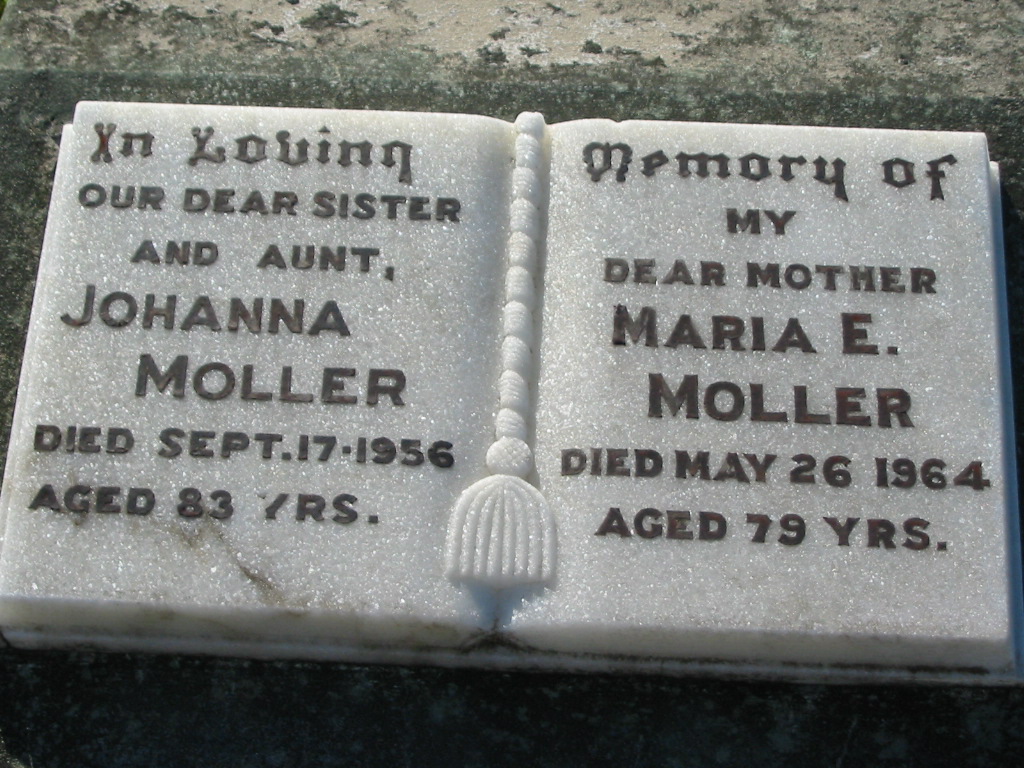 In Loving Memory of
OUR DEAR SISTER
AND AUNT,
JOHANNA
MOLLER
DIED SEPT. 17·1956
AGED 83 YRS.
MY
DEAR MOTHER
MARIA E.
MOLLER
DIED MAY 26 1964
AGED 79 YRS.